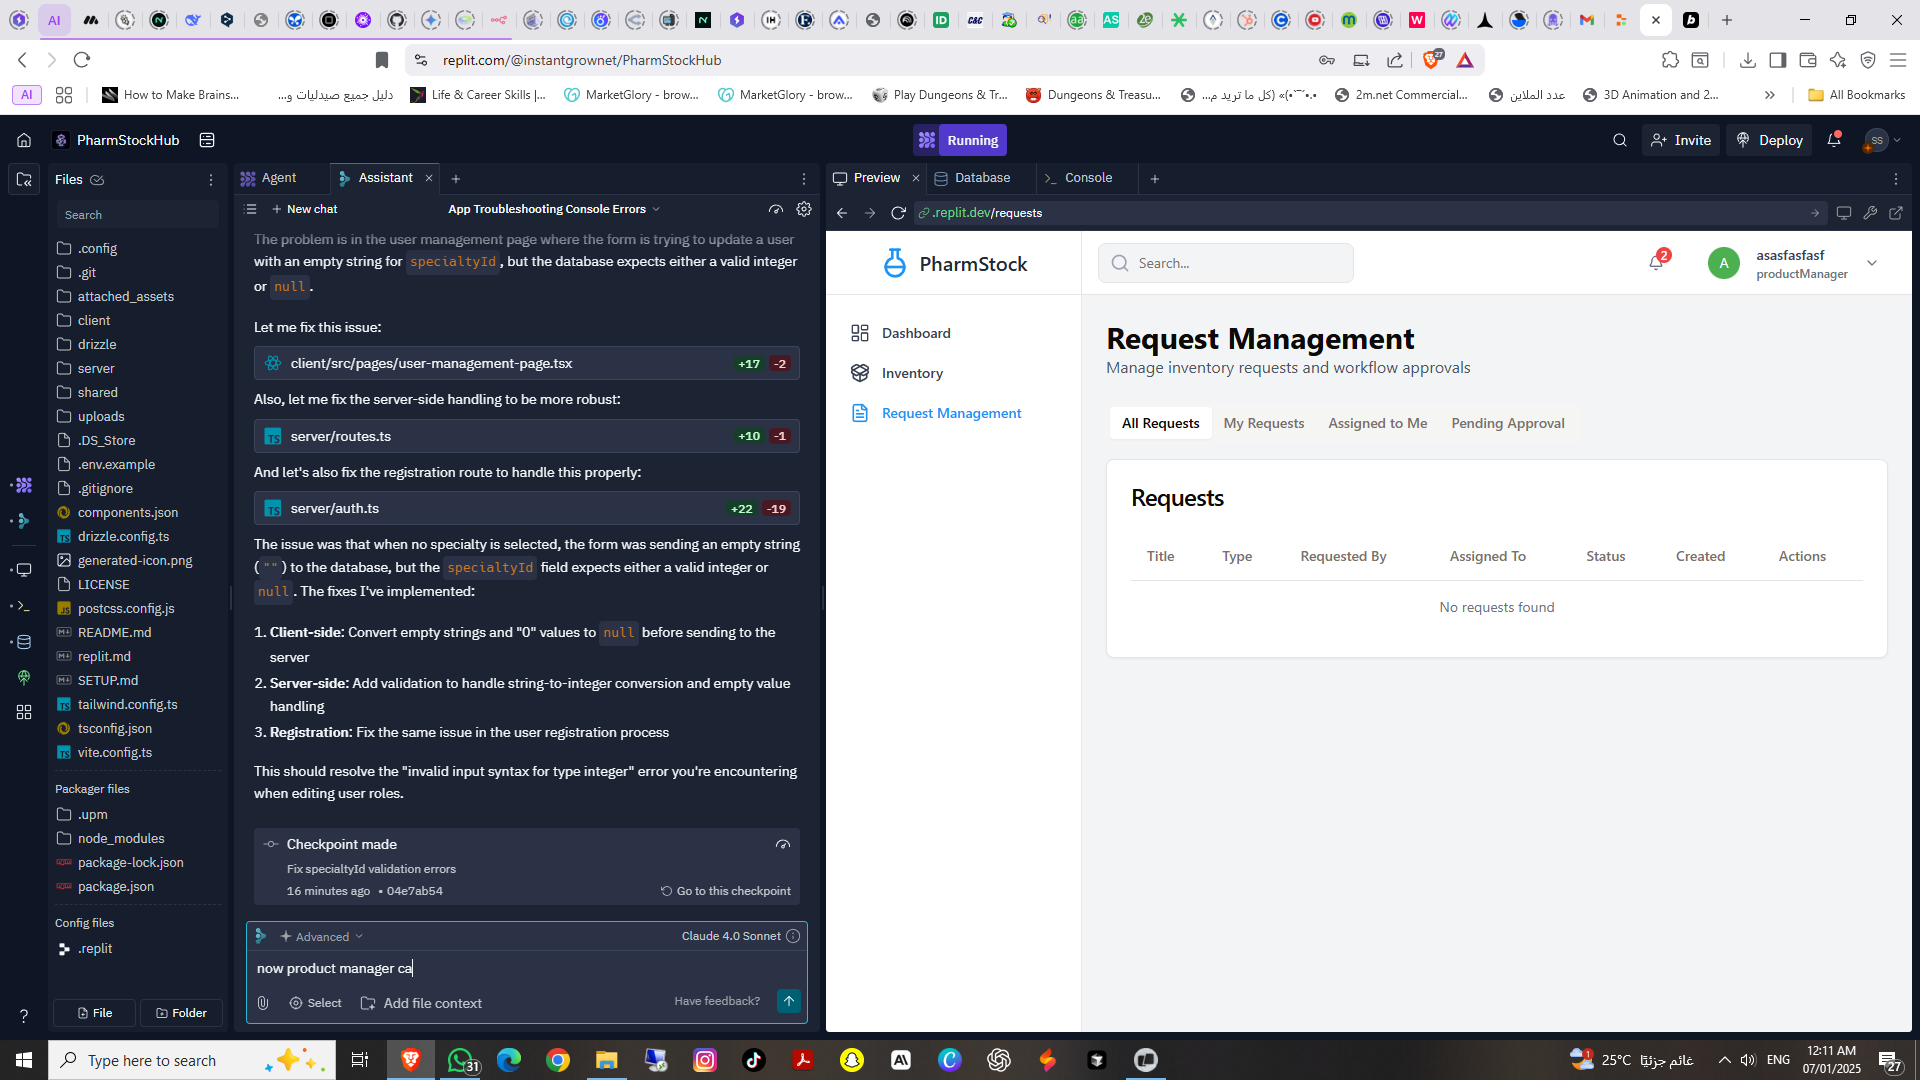 AI
replit.com/@instantgrownet/PharmStockHub
27
AI
How to Make Brains...
دليل جميع صيدليات و...
Life & Career Skills |...
MarketGlory - brow...
MarketGlory - brow...
Play Dungeons & Tr...
Dungeons & Treasu...
2m.net Commercial...
عدد الملاين
3D Animation and 2...
»
All Bookmarks
PharmStockHub
Running
Invite
Deploy
SS
Files
Search
.config
.git
attached_assets
client
drizzle
server
shared
uploads
.DS_Store
.env.example
.gitignore
components.json
drizzle.config.ts
generated-icon.png
LICENSE
postcss.config.js
README.md
replit.md
SETUP.md
tailwind.config.ts
tsconfig.json
vite.config.ts
Packager files
.upm
node_modules
package-lock.json
package.json
Config files
.replit
File
Folder
Agent
Assistant
New chat
App Troubleshooting Console Errors
The problem is in the user management page where the form is trying to update a user
with an empty string for specialtyId, but the database expects either a valid integer
or null.
Let me fix this issue:
client/src/pages/user-management-page.tsx +17 -2
Also, let me fix the server-side handling to be more robust:
server/routes.ts +10 -1
And let's also fix the registration route to handle this properly:
server/auth.ts +22 -19
The issue was that when no specialty is selected, the form was sending an empty string
("") to the database, but the specialtyId field expects either a valid integer or
null. The fixes I've implemented:
1. Client-side: Convert empty strings and "0" values to null before sending to the
server
2. Server-side: Add validation to handle string-to-integer conversion and empty value
handling
3. Registration: Fix the same issue in the user registration process
This should resolve the "invalid input syntax for type integer" error you're encountering
when editing user roles.
Checkpoint made
Fix specialtyId validation errors
16 minutes ago • 04e7ab54
Go to this checkpoint
Advanced
Claude 4.0 Sonnet
now product manager ca
Select
Add file context
Have feedback?
Preview
Database
Console
.replit.dev/requests
PharmStock
Search...
2
A
asasfasfasf
productManager
Dashboard
Inventory
Request Management
Request Management
Manage inventory requests and workflow approvals
All Requests
My Requests
Assigned to Me
Pending Approval
Requests
Title
Type
Requested By
Assigned To
Status
Created
Actions
No requests found
Type here to search
31
1
25°C
غائم جزئيًا
ENG
12:11 AM
07/01/2025
27